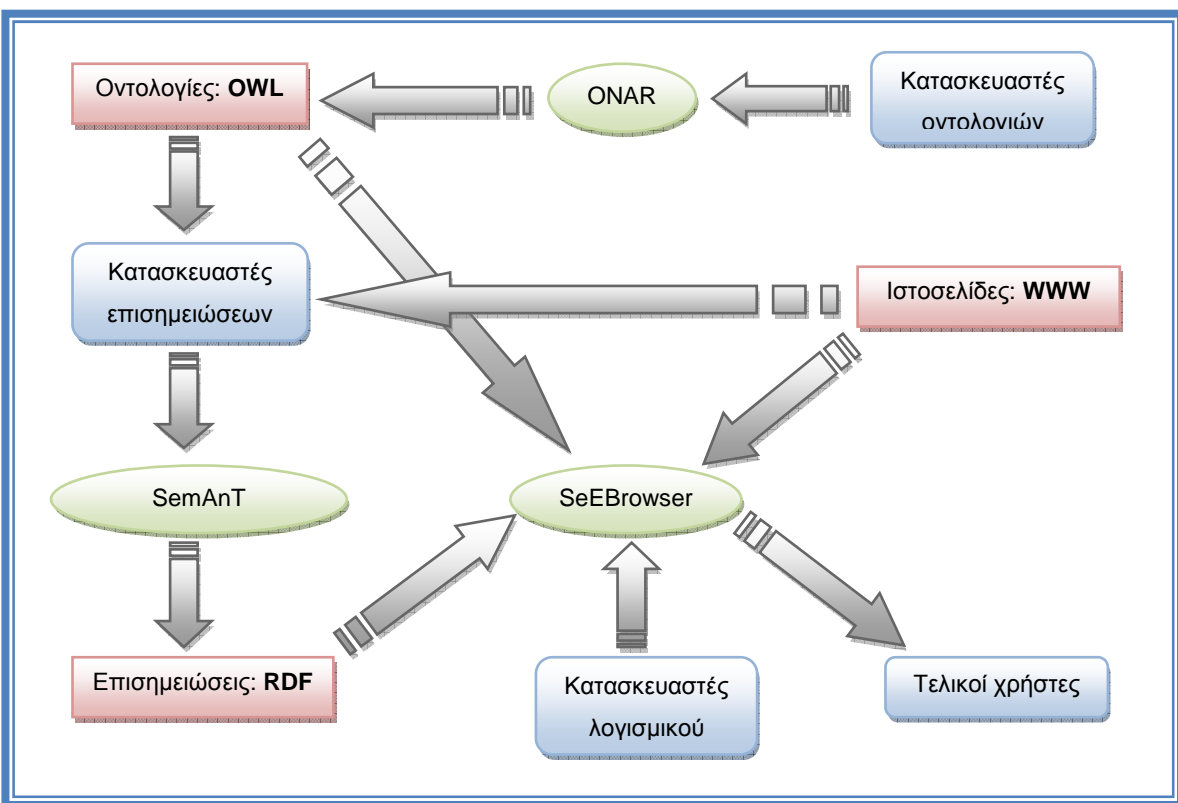 Οντολογίες: OWL
ONAR
Κατασκευαστές
οντολογιών
Κατασκευαστές
επισημειώσεων
Ιστοσελίδες: WWW
SemAnT
SeEBrowser
Επισημειώσεις: RDF
Κατασκευαστές
λογισμικού
Τελικοί χρήστες